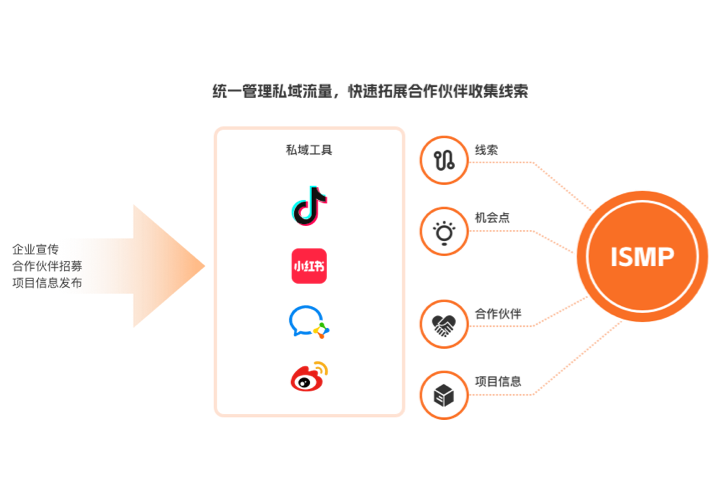 统一管理私域流量，快速拓展合作伙伴收集线索
企业宣传
合作伙伴招募
项目信息发布
私域工具
小红书
线索
机会点
合作伙伴
项目信息
ISMP